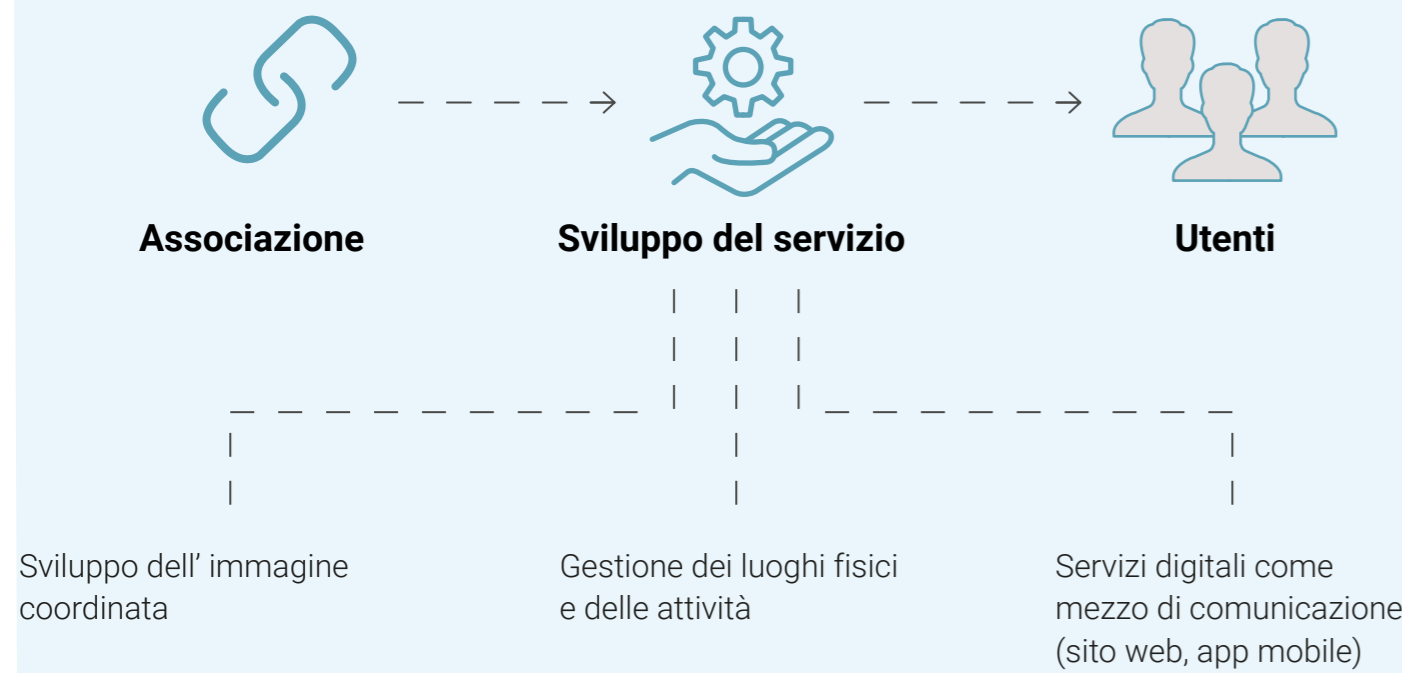 Associazione
Sviluppo del servizio
Utenti
Sviluppo dell’ immagine
coordinata
Gestione dei luoghi fisici
e delle attività
Servizi digitali come
mezzo di comunicazione
(sito web, app mobile)